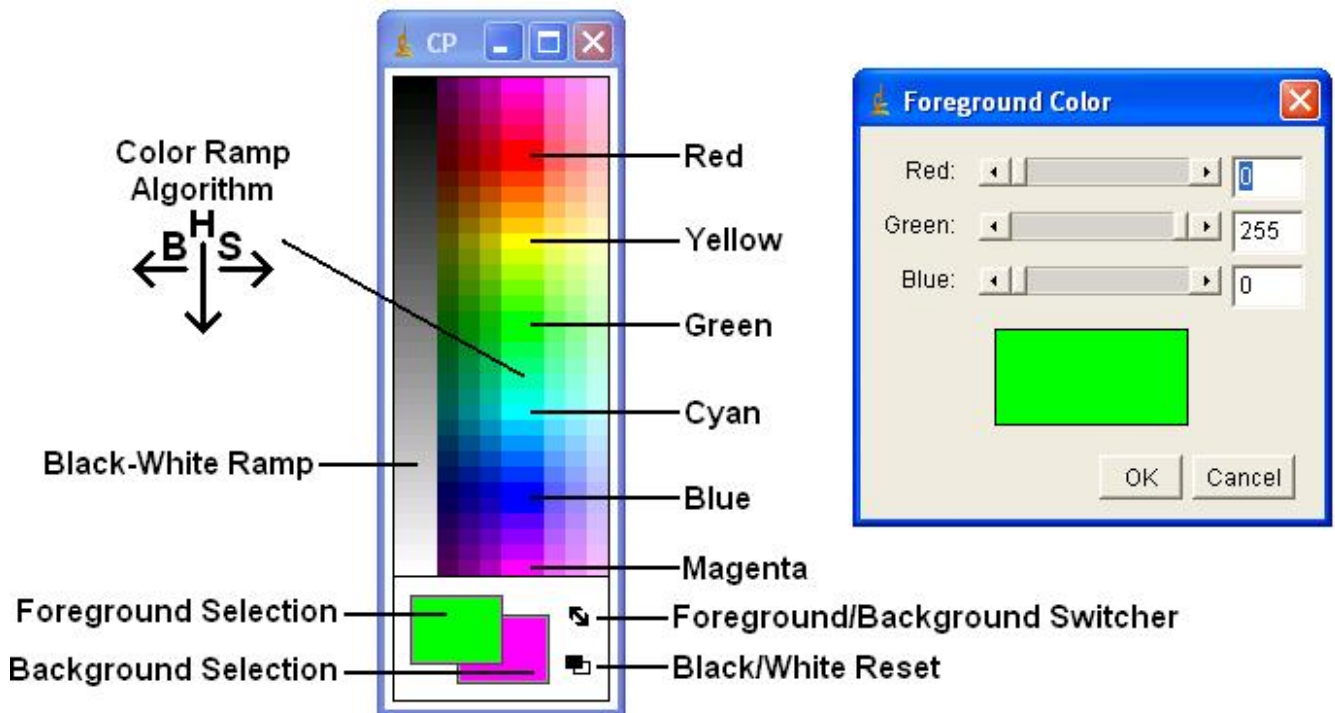 CP
Color Ramp
Algorithm
H
B S
Black-White Ramp
Foreground Selection
Background Selection
Red
Yellow
Green
Cyan
Blue
Magenta
Foreground/Background Switcher
Black/White Reset
Foreground Color
Red: 0
Green: 255
Blue: 0
OK Cancel